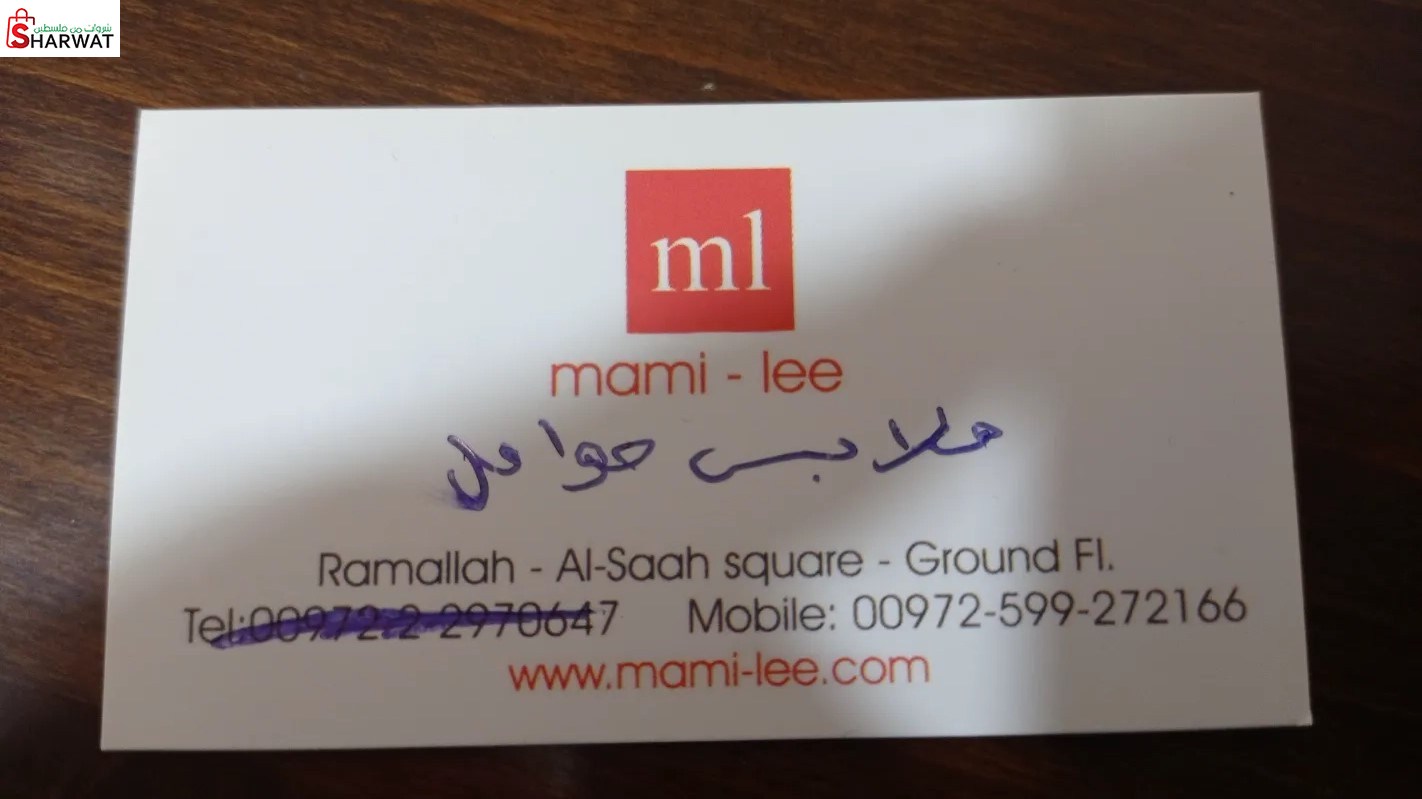 شروات من فلسطين
SHARWAT
ml
mami - lee
ملابس حوامل
Ramallah - Al-Saah square - Ground Fl.
Tel:00972-2-2970647 Mobile: 00972-599-272166
www.mami-lee.com